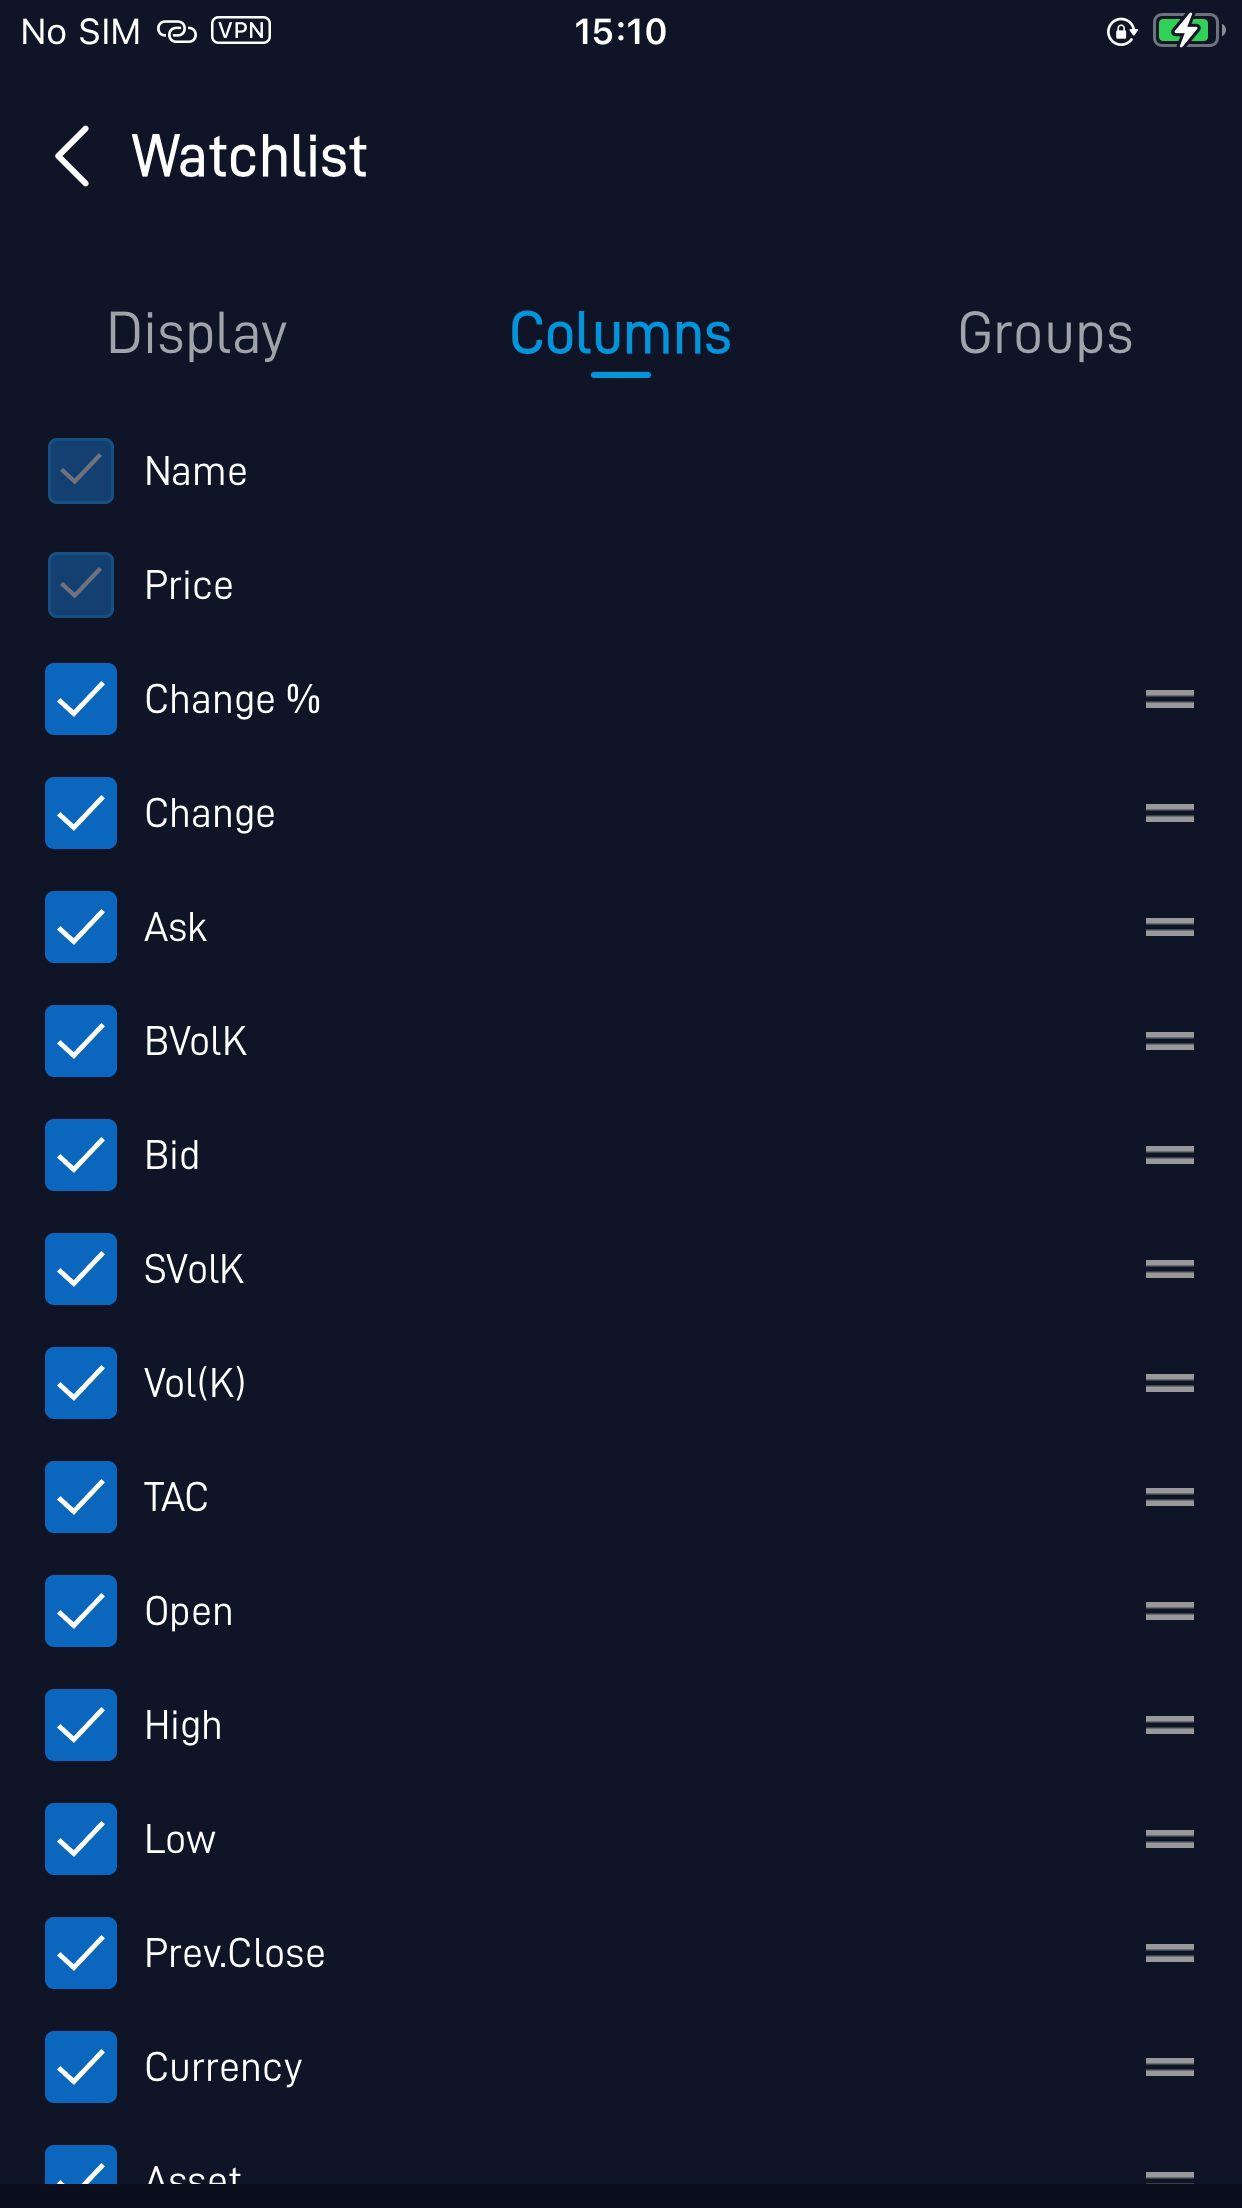 No SIM VPN 15:10
Watchlist
Display Columns Groups
Name
Price
Change %
Change
Ask
BVolK
Bid
SVolK
Vol(K)
TAC
Open
High
Low
Prev.Close
Currency
Asset